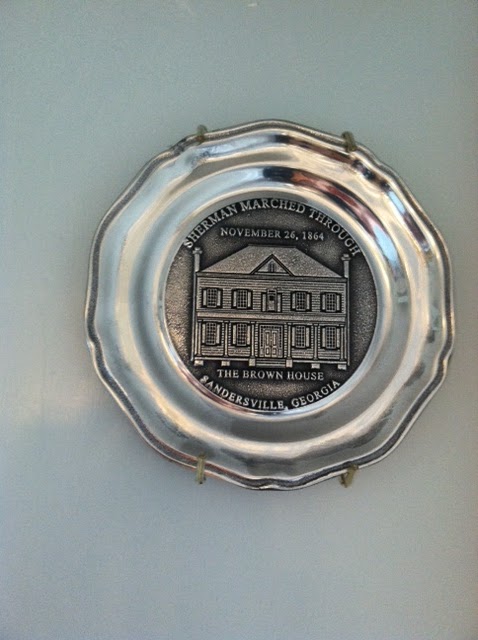 SHERMAN MARCHED THROUGH
NOVEMBER 26, 1864
THE BROWN HOUSE
SANDERSVILLE, GEORGIA